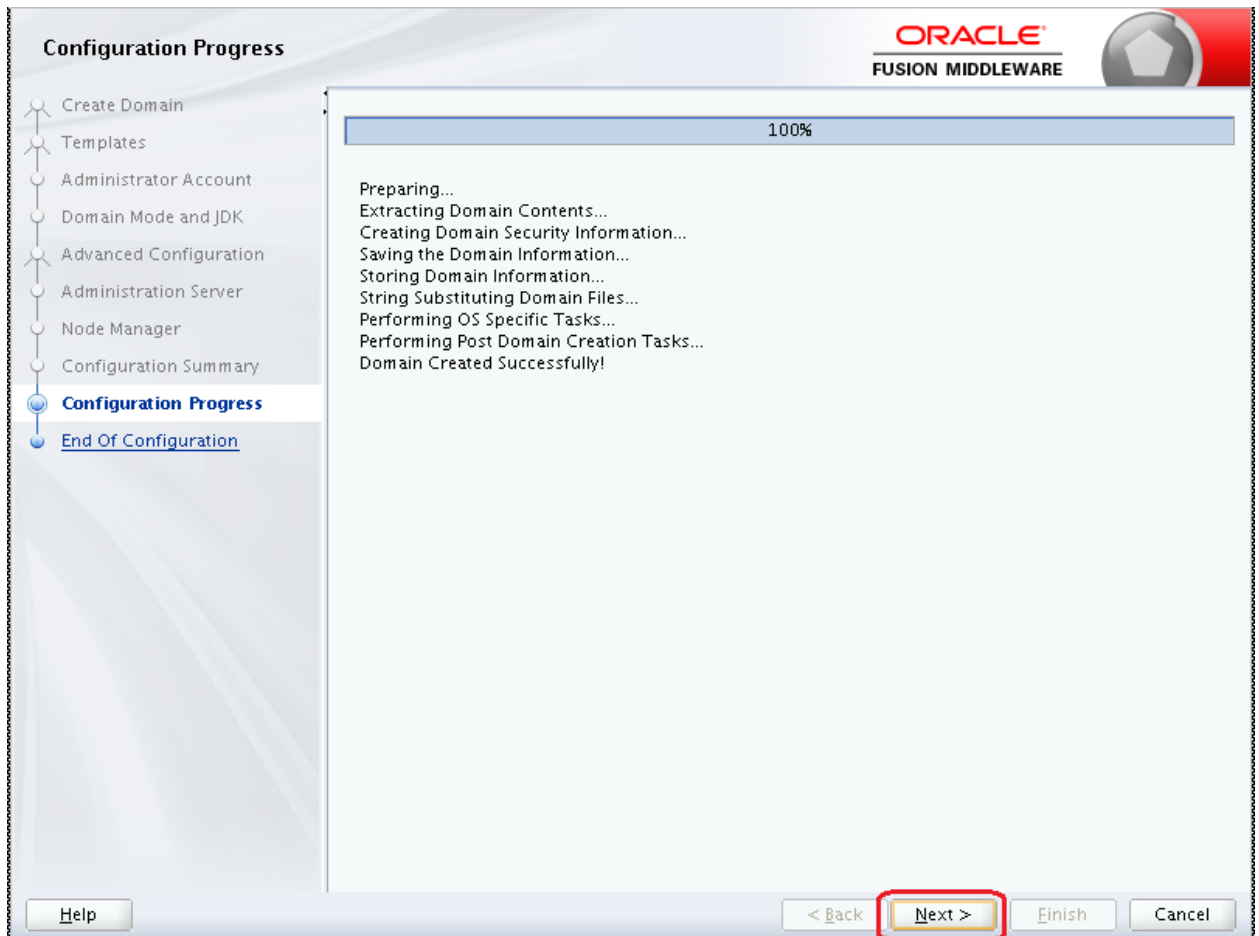 Configuration Progress
ORACLE
FUSION MIDDLEWARE
Create Domain
Templates
Administrator Account
Domain Mode and JDK
Advanced Configuration
Administration Server
Node Manager
Configuration Summary
Configuration Progress
End Of Configuration
100%
Preparing...
Extracting Domain Contents...
Creating Domain Security Information...
Saving the Domain Information...
Storing Domain Information...
String Substituting Domain Files...
Performing OS Specific Tasks...
Performing Post Domain Creation Tasks...
Domain Created Successfully!
Help
< Back
Next >
Finish
Cancel